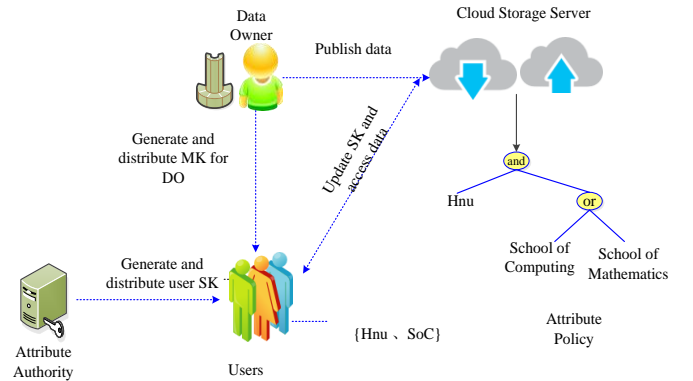 Data
Owner
Cloud Storage Server
Publish data
Generate and
distribute MK for
DO
Update SK and
access data
and
Hnu
or
School of
Computing
School of
Mathematics
Generate and
distribute user SK
{Hnu 、SoC}
Attribute
Policy
Attribute
Authority
Users